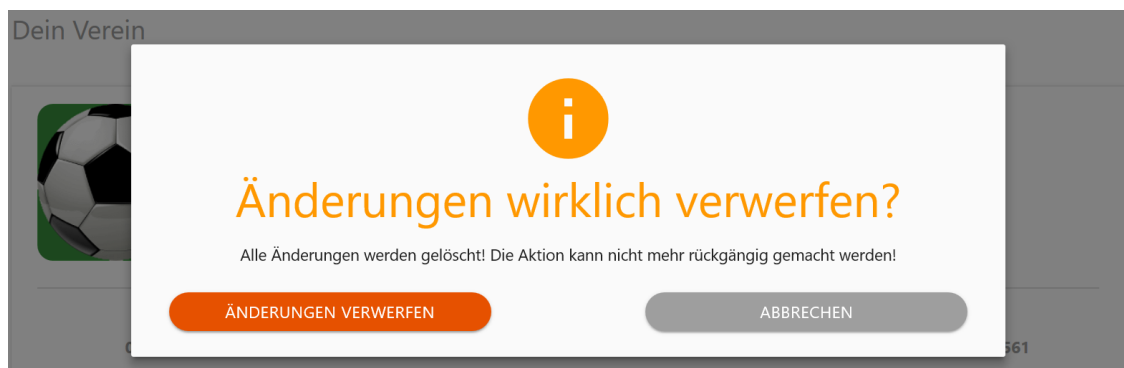 Dein Verein
Änderungen wirklich verwerfen?
Alle Änderungen werden gelöscht! Die Aktion kann nicht mehr rückgängig gemacht werden!
ÄNDERUNGEN VERWERFEN
ABBRECHEN
561